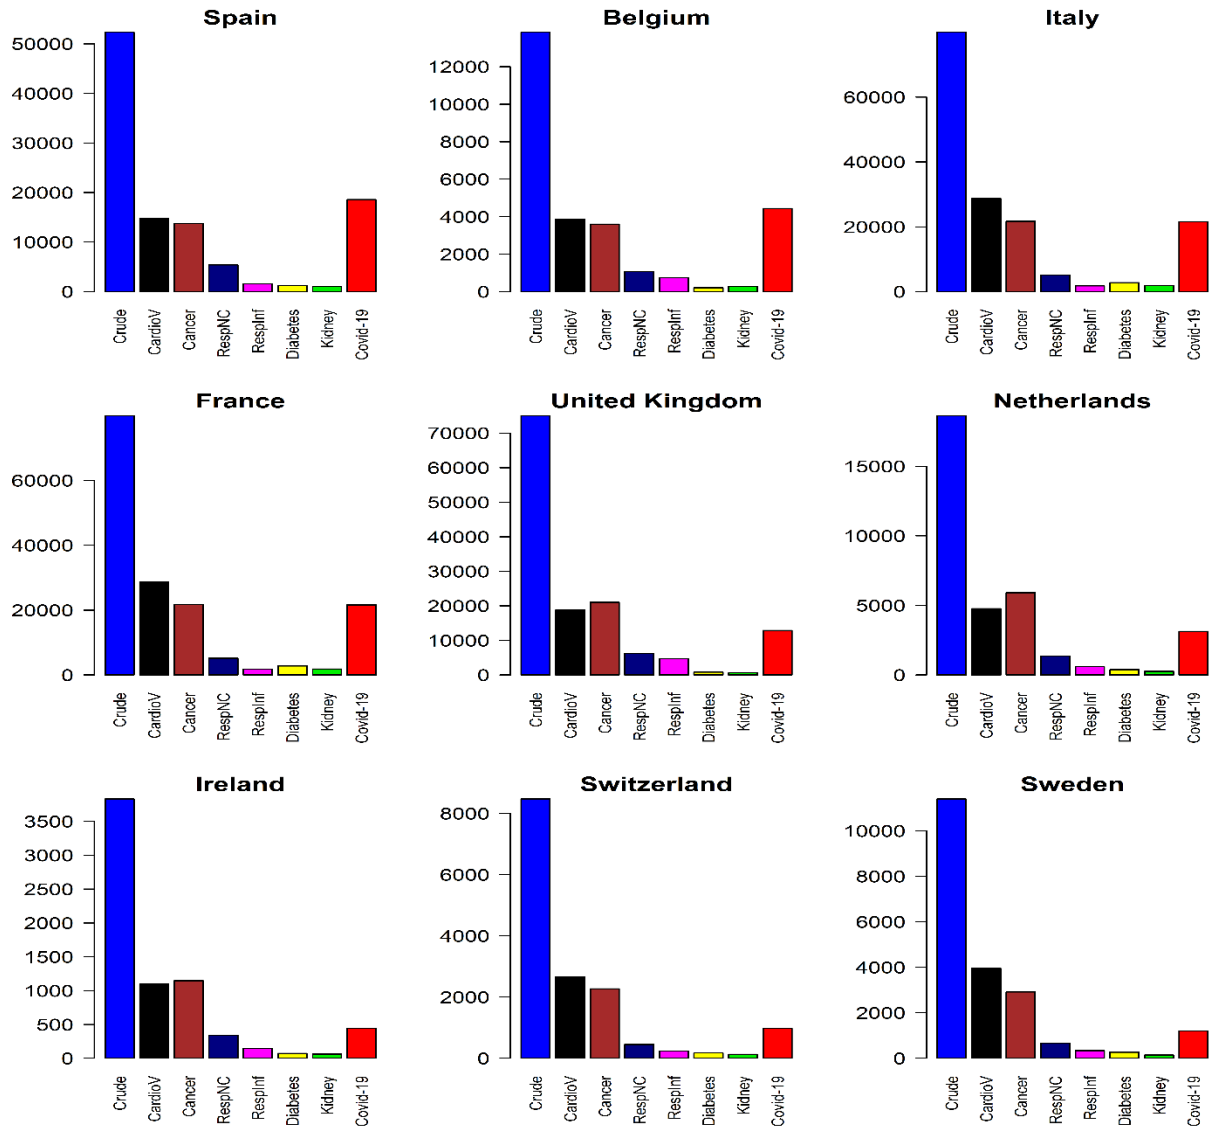 Spain
50000
40000
30000
20000
10000
0
Crude
CardioV
Cancer
RespNC
RespInf
Diabetes
Kidney
Covid-19
Belgium
12000
10000
8000
6000
4000
2000
0
Crude
CardioV
Cancer
RespNC
RespInf
Diabetes
Kidney
Covid-19
Italy
60000
40000
20000
0
Crude
CardioV
Cancer
RespNC
RespInf
Diabetes
Kidney
Covid-19
France
60000
40000
20000
0
Crude
CardioV
Cancer
RespNC
RespInf
Diabetes
Kidney
Covid-19
United Kingdom
70000
60000
50000
40000
30000
20000
10000
0
Crude
CardioV
Cancer
RespNC
RespInf
Diabetes
Kidney
Covid-19
Netherlands
15000
10000
5000
0
Crude
CardioV
Cancer
RespNC
RespInf
Diabetes
Kidney
Covid-19
Ireland
3500
3000
2500
2000
1500
1000
500
0
Crude
CardioV
Cancer
RespNC
RespInf
Diabetes
Kidney
Covid-19
Switzerland
8000
6000
4000
2000
0
Crude
CardioV
Cancer
RespNC
RespInf
Diabetes
Kidney
Covid-19
Sweden
10000
8000
6000
4000
2000
0
Crude
CardioV
Cancer
RespNC
RespInf
Diabetes
Kidney
Covid-19